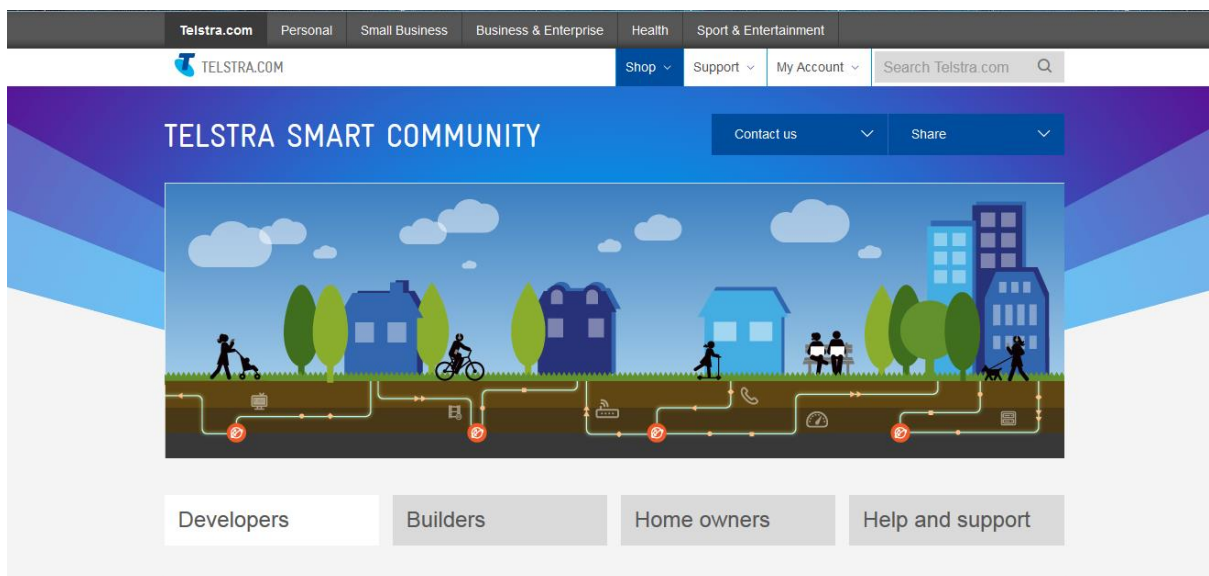 Telstra.com Personal Small Business Business & Enterprise Health Sport & Entertainment
TELSTRA.COM Shop Support My Account Search Telstra.com
TELSTRA SMART COMMUNITY Contact us Share
Developers Builders Home owners Help and support